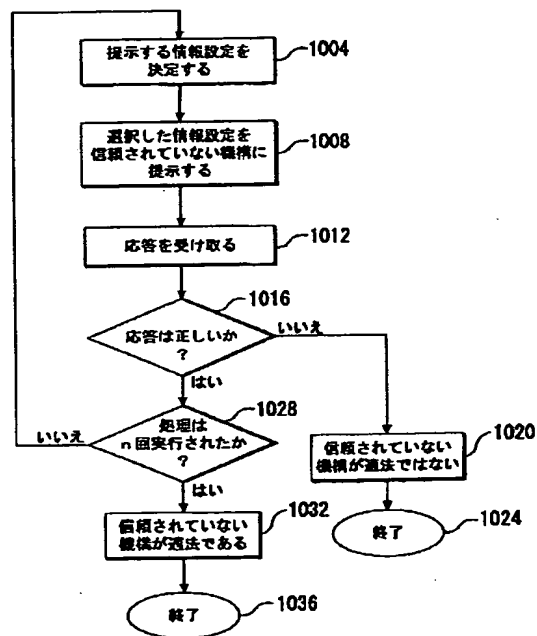 提示する情報設定を
決定する
1004
選択した情報設定を
信頼されていない機構に
提示する
1008
応答を受け取る
1012
1016
応答は正しいか
?
いいえ
はい
1028
処理は
n回実行されたか
?
いいえ
はい
信頼されていない
機構が適法ではない
1020
終了
1024
信頼されていない
機構が適法である
1032
終了
1036